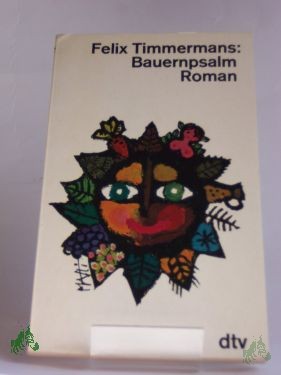 Felix Timmermans:
Bauernpsalm
Roman
dtv